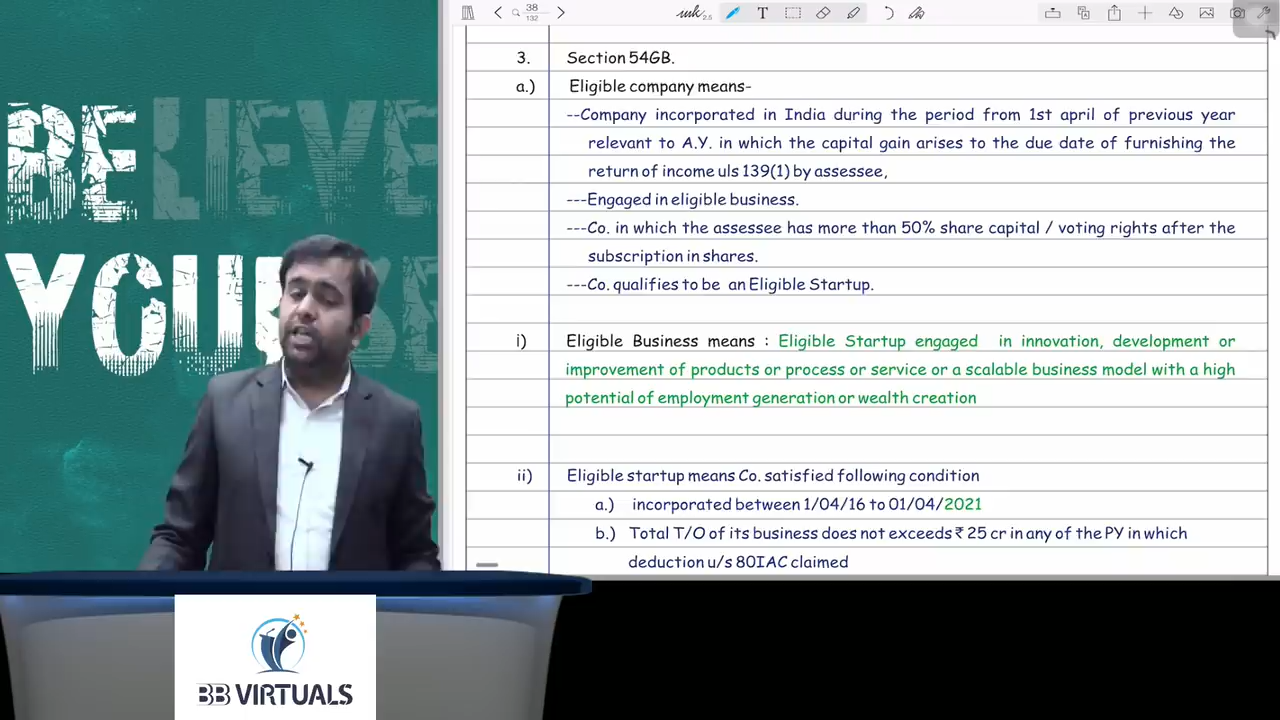 BELIEVE
YOURSE
38
132
2.5
T
3. Section 54GB.
a.) Eligible company means-
--Company incorporated in India during the period from 1st april of previous year
relevant to A.Y. in which the capital gain arises to the due date of furnishing the
return of income uls 139(1) by assessee,
---Engaged in eligible business.
---Co. in which the assessee has more than 50% share capital / voting rights after the
subscription in shares.
---Co. qualifies to be an Eligible Startup.
i) Eligible Business means : Eligible Startup engaged in innovation, development or
improvement of products or process or service or a scalable business model with a high
potential of employment generation or wealth creation
ii) Eligible startup means Co. satisfied following condition
a.) incorporated between 1/04/16 to 01/04/2021
b.) Total T/O of its business does not exceeds ₹ 25 cr in any of the PY in which
deduction u/s 80IAC claimed
BB VIRTUALS